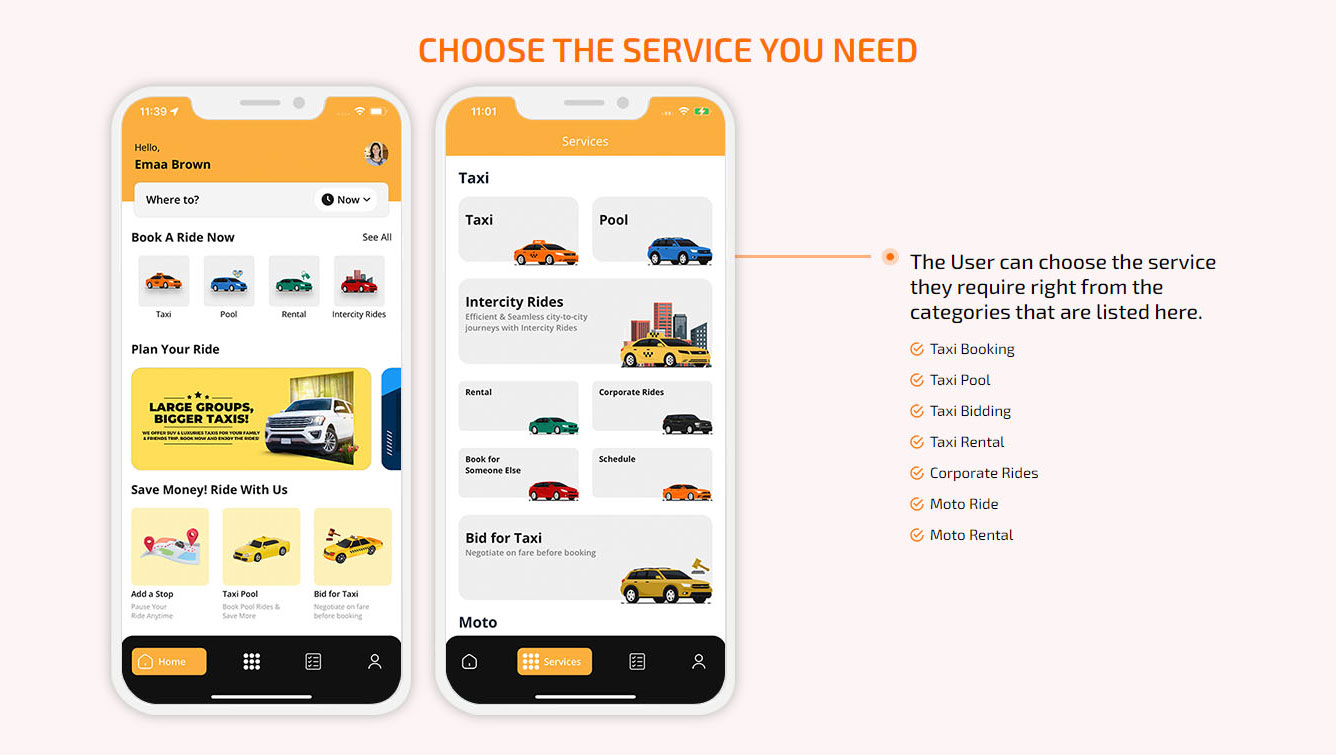 CHOOSE THE SERVICE YOU NEED
11:39
Hello,
Emaa Brown
Where to?
Now
Book A Ride Now
See All
Taxi
Pool
Rental
Intercity Rides
Plan Your Ride
LARGE GROUPS,
BIGGER TAXIS!
WE OFFER SUV & LUXURIES TAXIS FOR YOUR FAMILY
& FRIENDS TRIP. BOOK NOW AND ENJOY THE RIDES!
Save Money! Ride With Us
Add a Stop
Pause Your
Ride Anytime
Taxi Pool
Book Pool Rides &
Save More
Bid for Taxi
Negotiate on fare
before booking
Home
11:01
Services
Taxi
Taxi
Pool
Intercity Rides
Efficient & Seamless city-to-city
journeys with Intercity Rides
Rental
Corporate Rides
Book for
Someone Else
Schedule
Bid for Taxi
Negotiate on fare before booking
Moto
Services
The User can choose the service
they require right from the
categories that are listed here.
Taxi Booking
Taxi Pool
Taxi Bidding
Taxi Rental
Corporate Rides
Moto Ride
Moto Rental